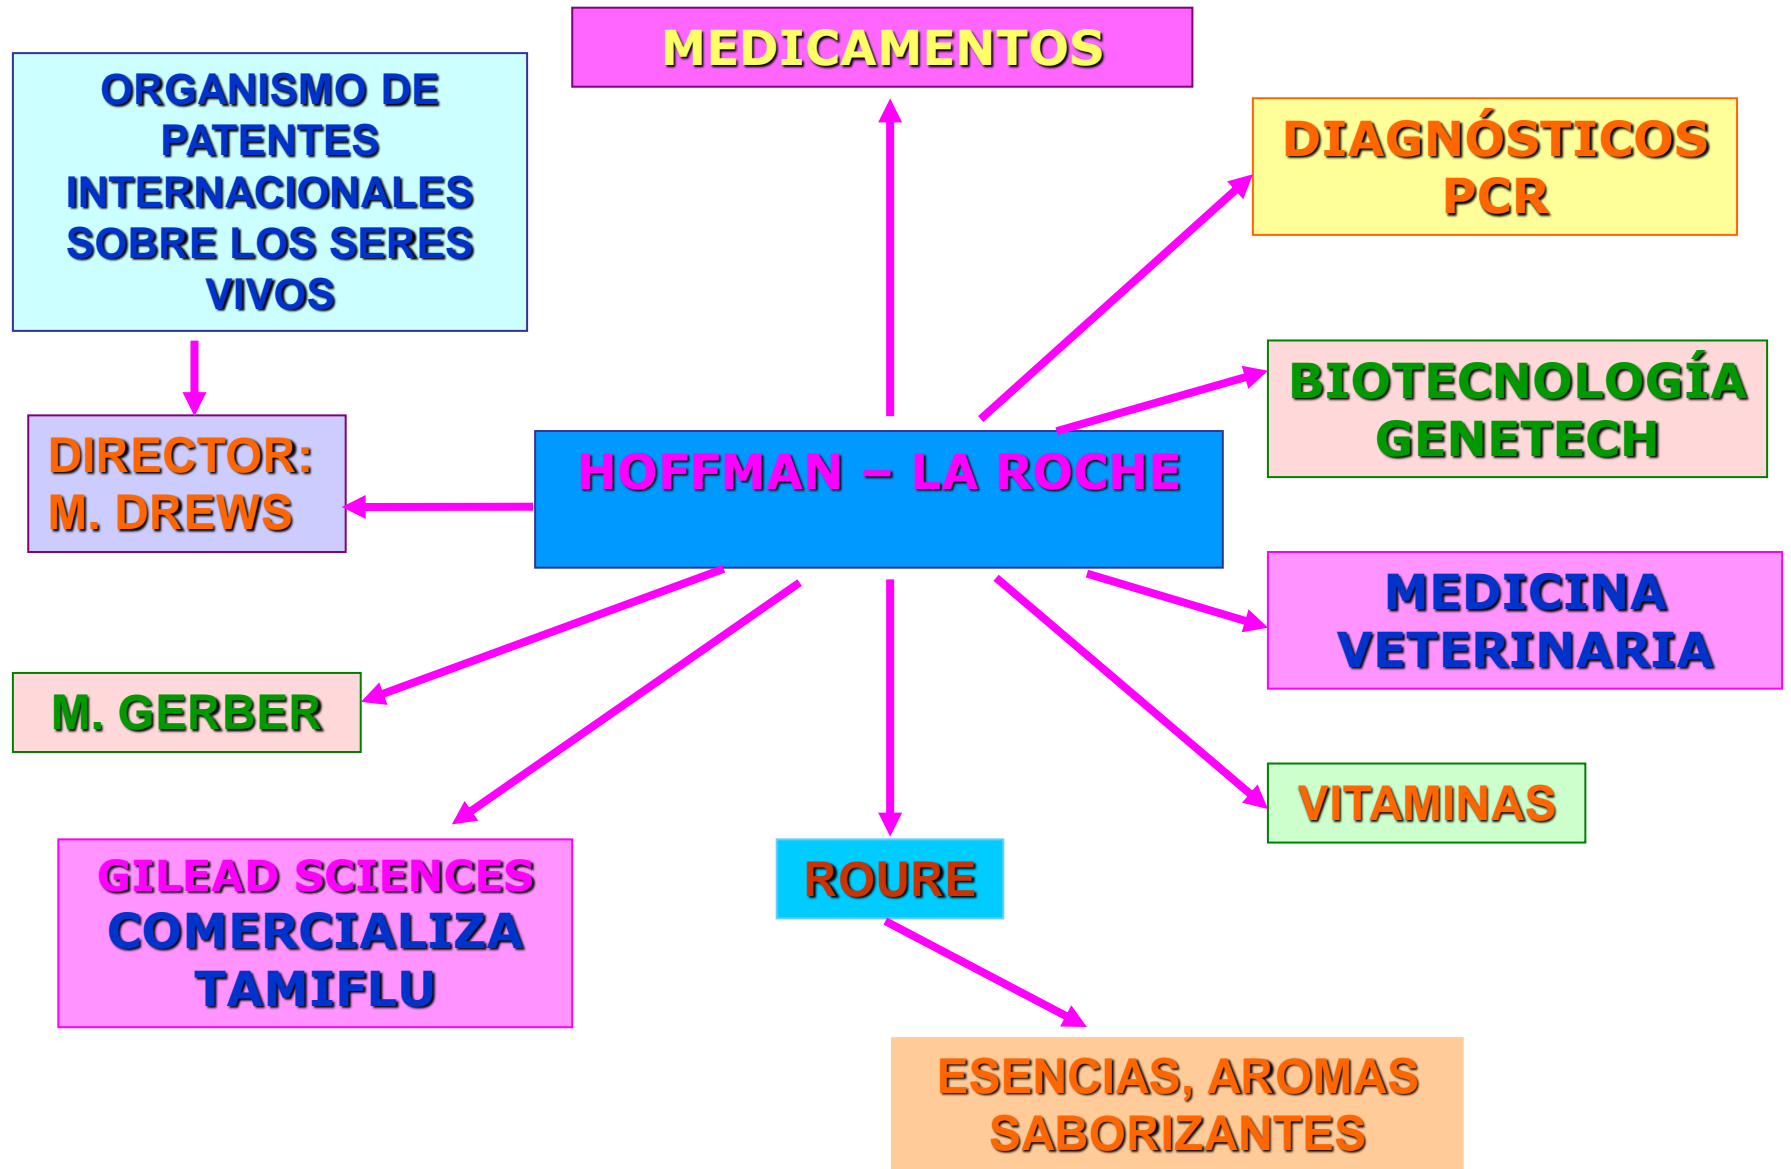 MEDICAMENTOS
ORGANISMO DE
PATENTES
INTERNACIONALES
SOBRE LOS SERES
VIVOS
DIAGNÓSTICOS
PCR
BIOTECNOLOGÍA
GENETECH
DIRECTOR:
M. DREWS
HOFFMAN – LA ROCHE
MEDICINA
VETERINARIA
M. GERBER
VITAMINAS
GILEAD SCIENCES
COMERCIALIZA
TAMIFLU
ROURE
ESENCIAS, AROMAS
SABORIZANTES